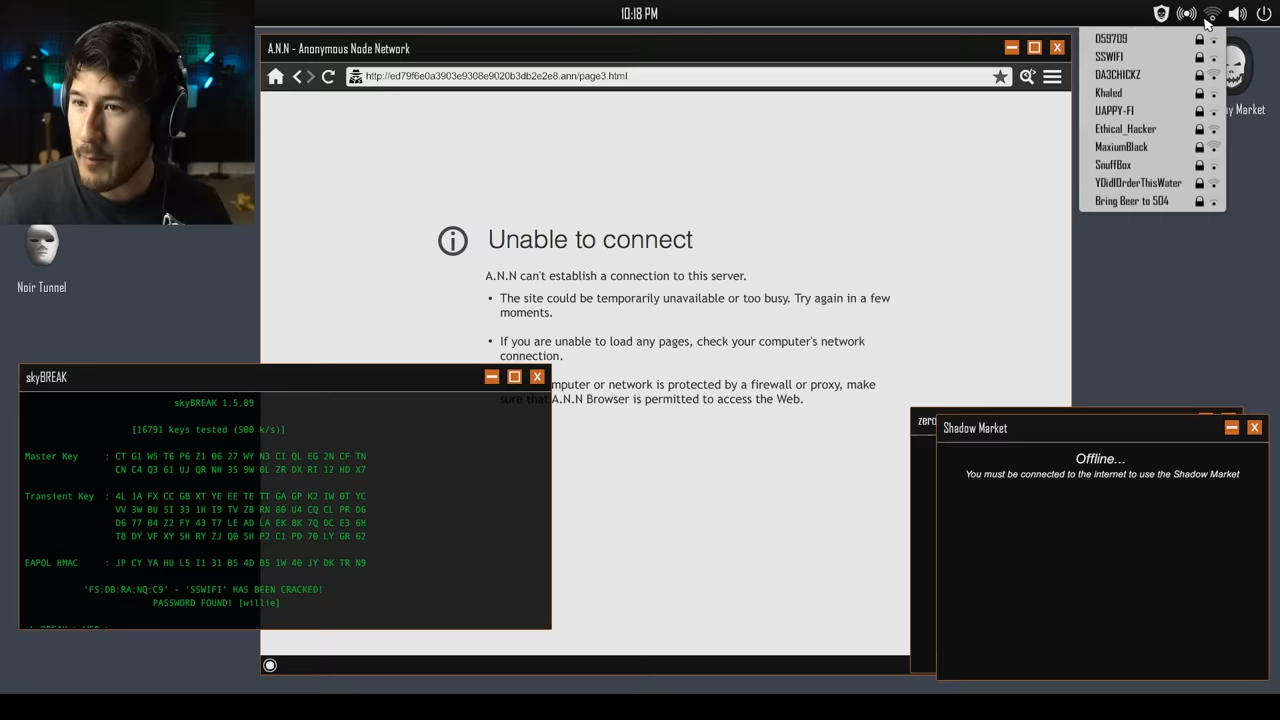 10:18 PM
A.N.N - Anonymous Node Network
http://ed79f6e0a3903e9308e9020b3db2e2e8.ann/page3.html
D59709
SSWIFI
DA3CHICKZ
Khaled
UAPPY-FI
Ethical_Hacker
MaxiumBlack
SnuffBox
YDidIOrderThisWater
Bring Beer to 504
y Market
Noir Tunnel
Unable to connect
A.N.N can't establish a connection to this server.
• The site could be temporarily unavailable or too busy. Try again in a few
moments.
• If you are unable to load any pages, check your computer's network
connection.
mputer or network is protected by a firewall or proxy, make
sure that A.N.N Browser is permitted to access the Web.
skyBREAK
skyBREAK 1.5.89
[16791 keys tested (500 k/s)]
Master Key : CT G1 W5 T6 P6 Z1 06 27 WY N3 CI QL EG 2N CF TN
CN C4 Q3 61 UJ QR NH 3S 9W 0L ZR DX RI 12 HD X7
Transient Key : 4L 1A FX CC GB XT YE EE TE TT GA GP K2 IW 0T YC
VV 3W BU 5I 33 1H I9 TV ZB RN 80 U4 CQ CL PR D6
D6 77 04 Z2 FY 43 T7 LE AD LA EK 8K 7Q DC E3 6H
T8 DY VF XY SH RY ZJ Q0 SH P2 C1 PD 70 LY GR 62
EAPOL HMAC : JP CY YA HU L5 I1 31 BS 4D B5 1W 40 JY DK TR N9
'FS:DB:RA:NQ:C9' - 'SSWIFI' HAS BEEN CRACKED!
PASSWORD FOUND! [willie]
zero
Shadow Market
Offline...
You must be connected to the internet to use the Shadow Market